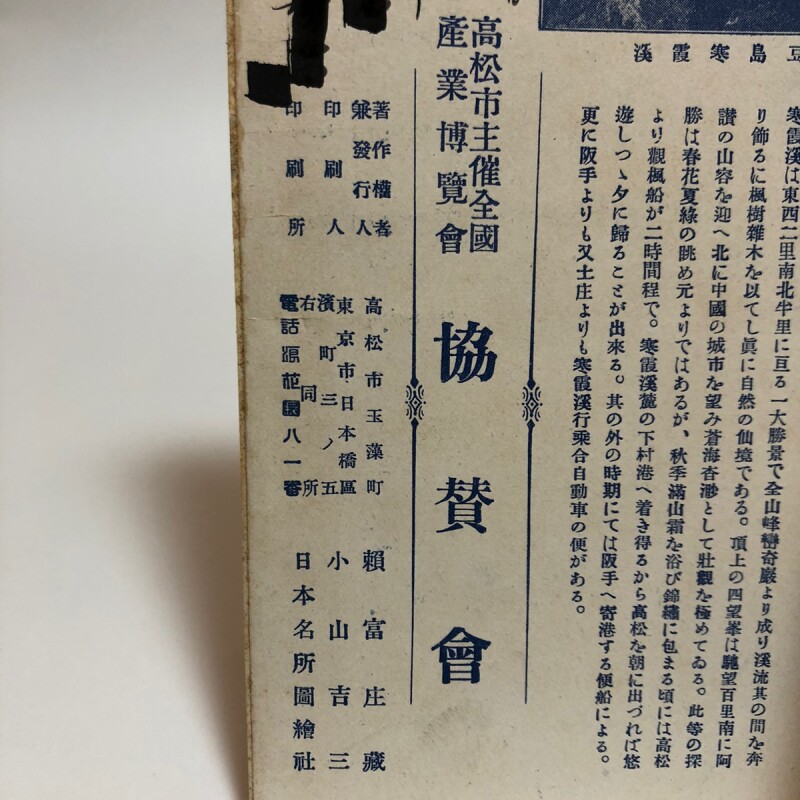 豆島寒霞溪
寒霞溪は東西二里南北半里に亘る一大勝景で全山峰巒奇巖より成り溪流其の間を奔
り飾るに楓樹雜木を以てし眞に自然の仙境である。頂上の四望峯は馳望百里南に阿
讃の山容を迎へ北に中國の城市を望み蒼海杳渺として壯觀を極めてゐる。此等の探
勝は春花夏綠の眺め元よりではあるが、秋季滿山霜を浴び錦繡に包まる頃には高松
より觀楓船が二時間程で。寒霞溪麓の下村港へ着き得るから高松を朝に出づれば悠
遊しつゝ夕に歸ることが出來る。其の外の時期にては阪手へ寄港する便船による。
更に阪手よりも又土庄よりも寒霞溪行乘合自動車の便がある。
高松市主催全國
產業博覽會
協賛會
著作權者
兼發行人
高松市玉藻町
賴富庄藏
印刷人
東京市日本橋區
濱町三ノ五
小山吉三
印刷所
右同所
日本名所圖繪社
電話浪花園八一番